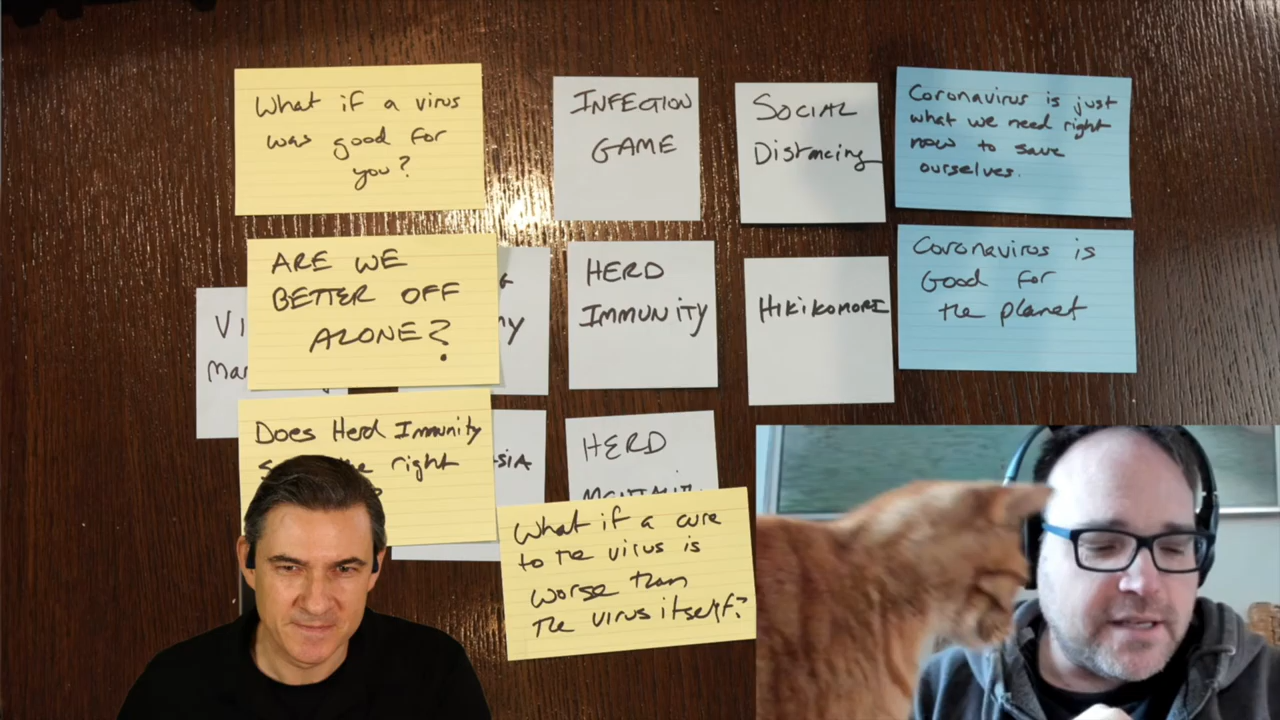 What if a virus
was good for
you?
INFECTION
GAME
SOCIAL
Distancing
Coronavirus is just
what we need right
now to save
ourselves.
ARE WE
BETTER OFF
ALONE?
HERD
IMMUNITY
HIKIKOMORI
Coronavirus is
Good for
the planet
Does Herd Immunity
right
HERD
What if a cure
to the virus is
worse than
the virus itself?